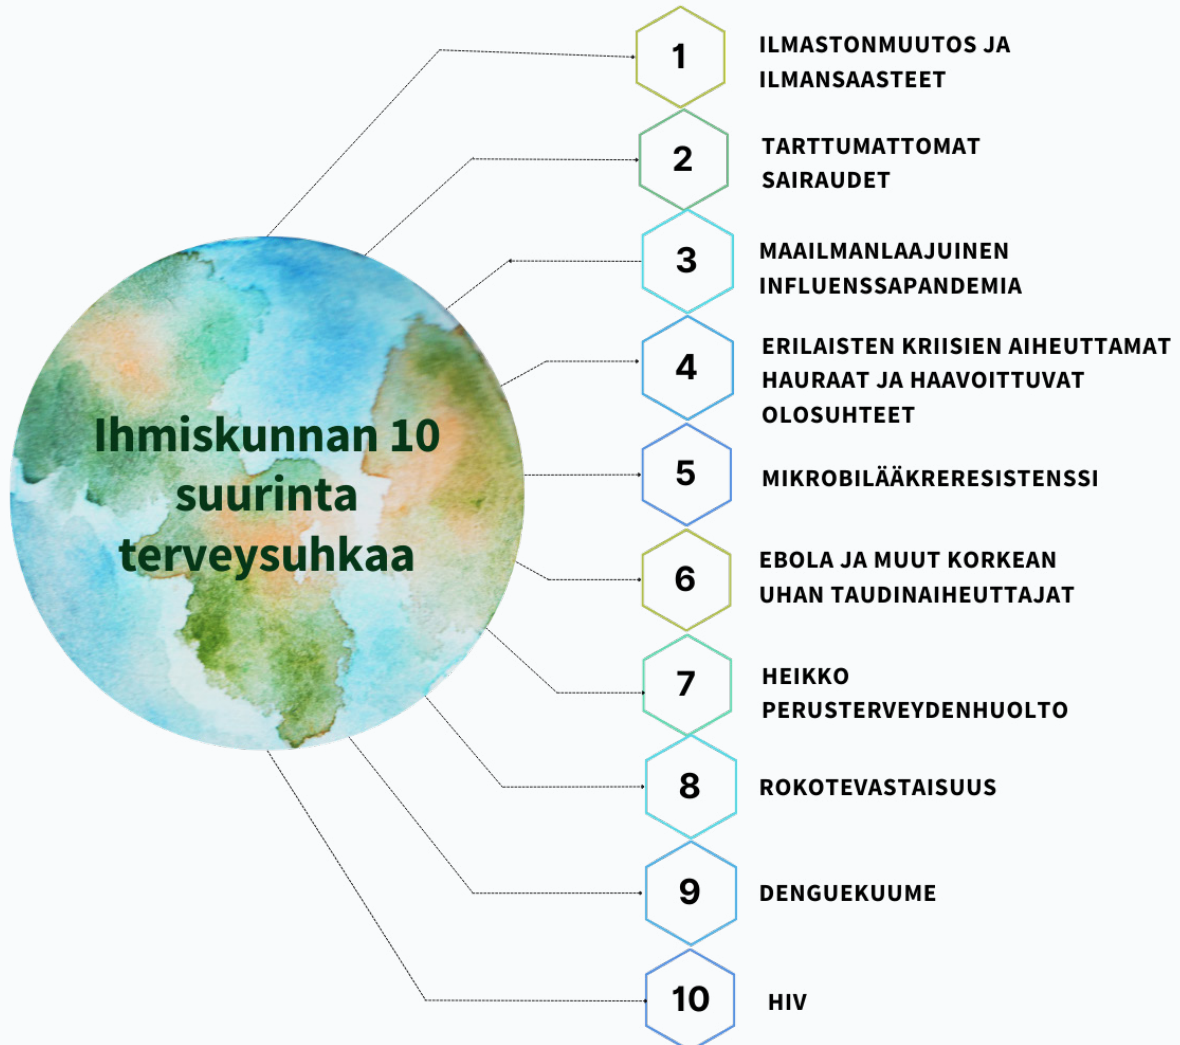 Ihmiskunnan 10
suurinta
terveysuhkaa
1
ILMASTONMUUTOS JA
ILMANSAASTEET
2
TARTTUMATTOMAT
SAIRAUDET
3
MAAILMANLAAJUINEN
INFLUENSSAPANDEMIA
4
ERILAISTEN KRIISIEN AIHEUTTAMAT
HAURAAT JA HAAVOITTUVAT
OLOSUHTEET
5
MIKROBILÄÄKRERESISTENSSI
6
EBOLA JA MUUT KORKEAN
UHAN TAUDINAIHEUTTAJAT
7
HEIKKO
PERUSTERVEYDENHUOLTO
8
ROKOTEVASTAISUUS
9
DENGUEKUUME
10
HIV